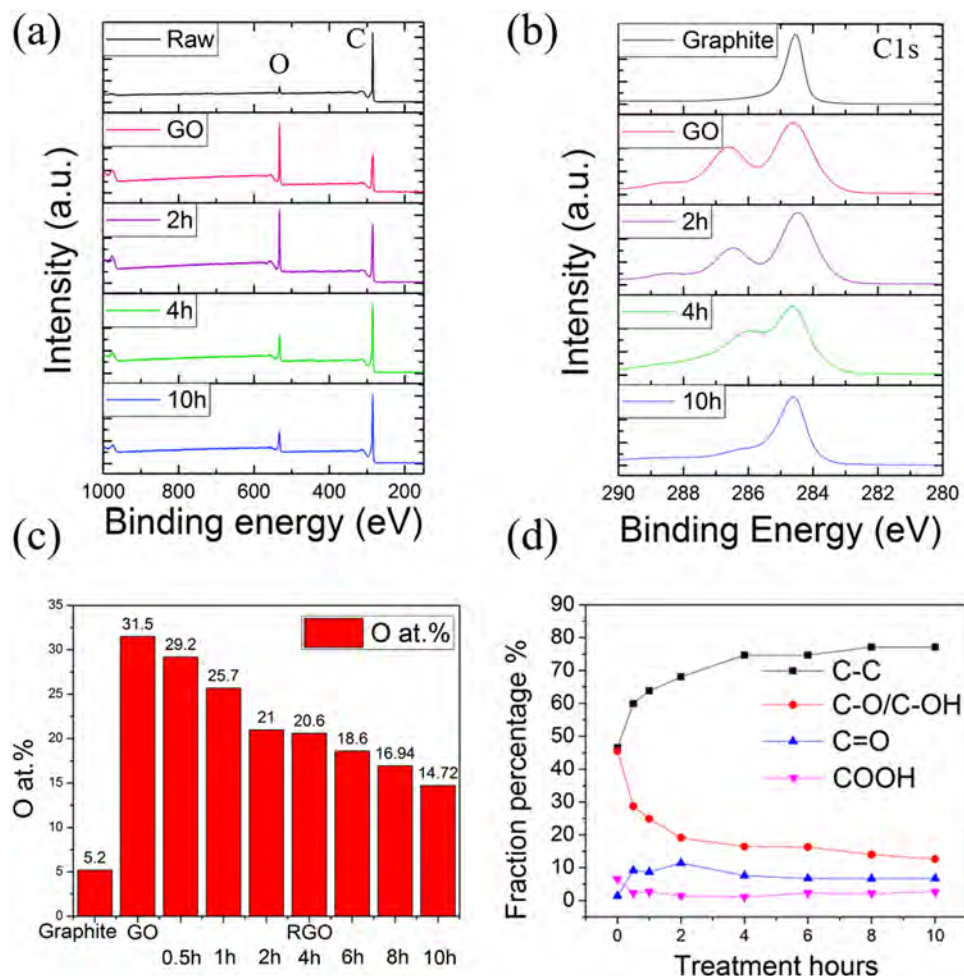 (a)
Raw
O
C
GO
2h
4h
10h
Intensity (a.u.)
1000 800 600 400 200
Binding energy (eV)
(b)
Graphite
C1s
GO
2h
4h
10h
Intensity (a.u.)
290 288 286 284 282 280
Binding Energy (eV)
(c)
O at.%
35
30
25
20
15
10
5
0
O at.%
5.2
31.5
29.2
25.7
21
20.6
18.6
16.94
14.72
Graphite GO RGO
0.5h 1h 2h 4h 6h 8h 10h
(d)
Fraction percentage %
90
80
70
60
50
40
30
20
10
0
C-C
C-O/C-OH
C=O
COOH
0 2 4 6 8 10
Treatment hours